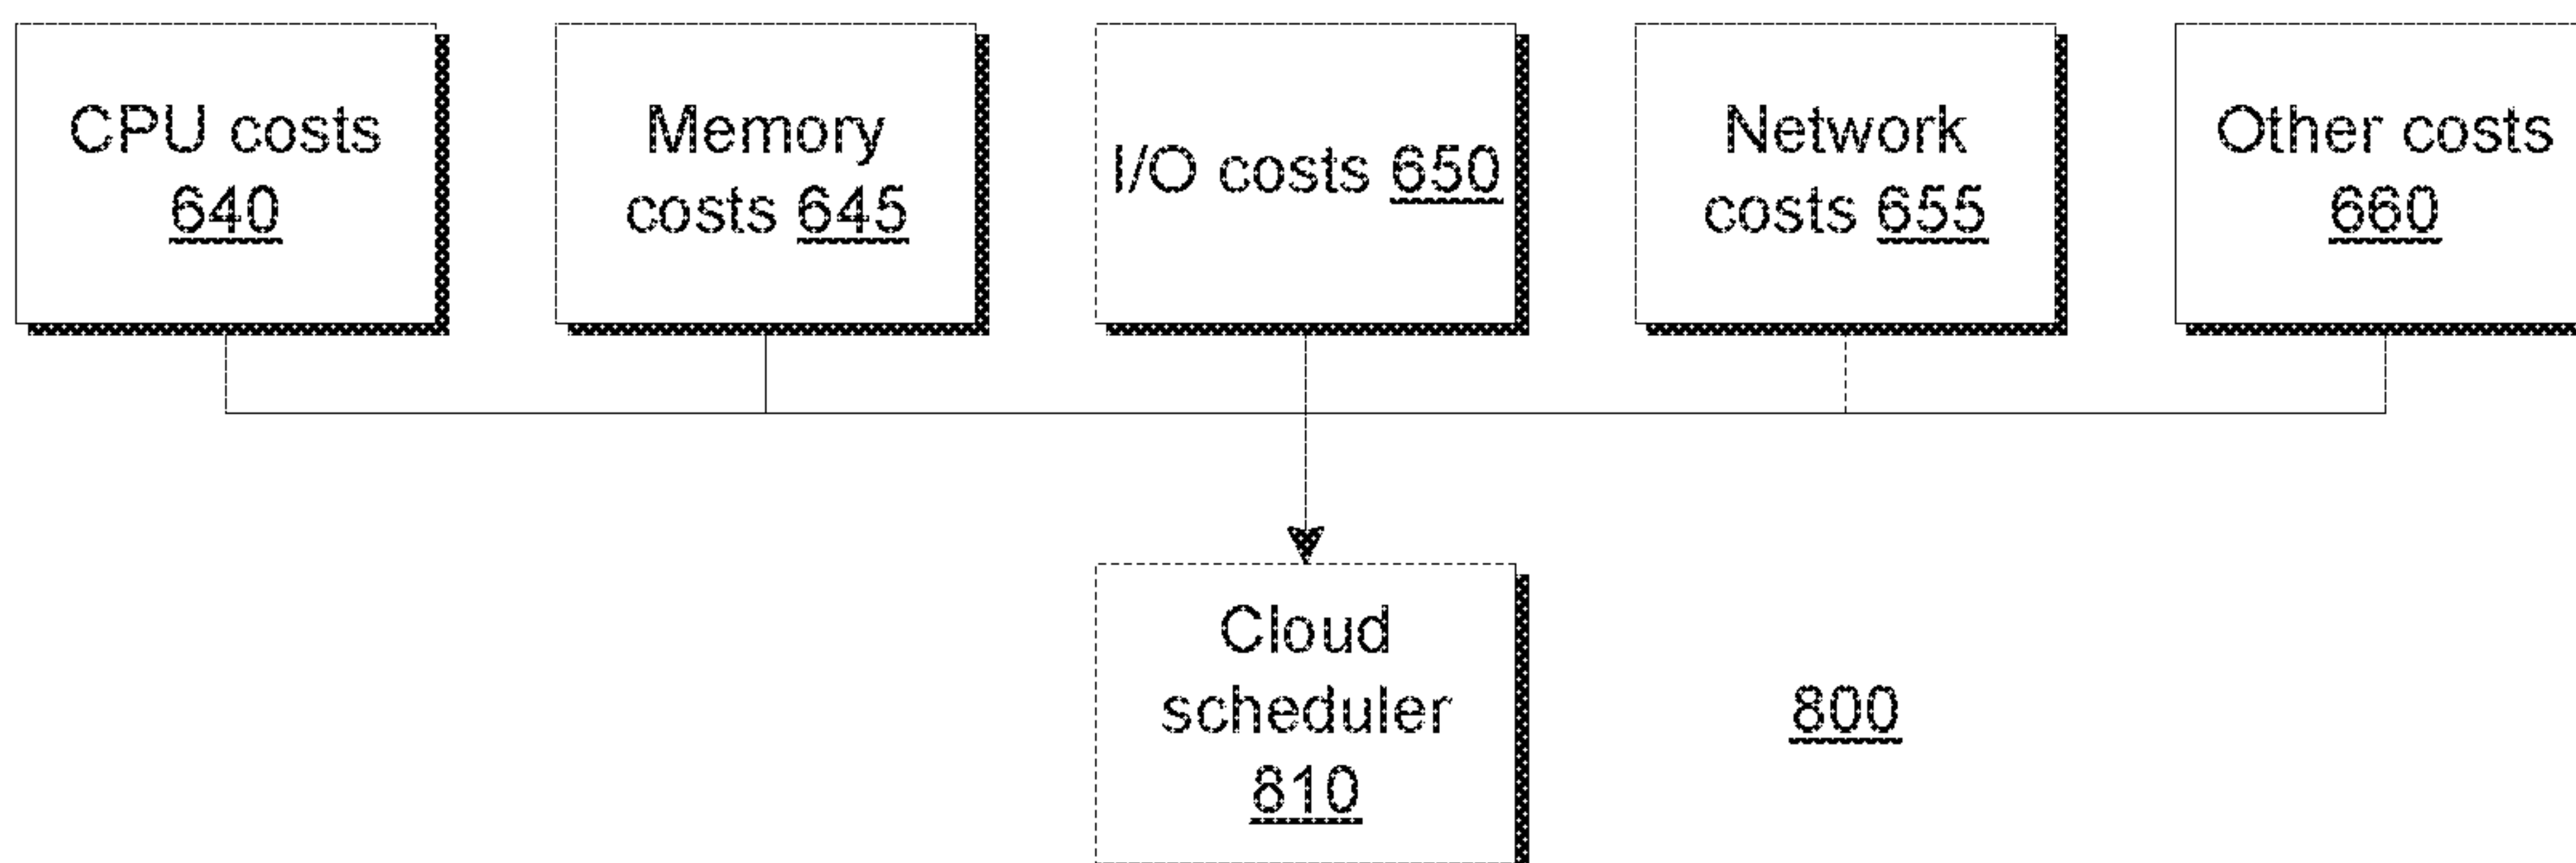 CPU costs
640
Memory
costs 645
I/O costs 650
Network
costs 655
Other costs
660
Cloud
scheduler
810
800